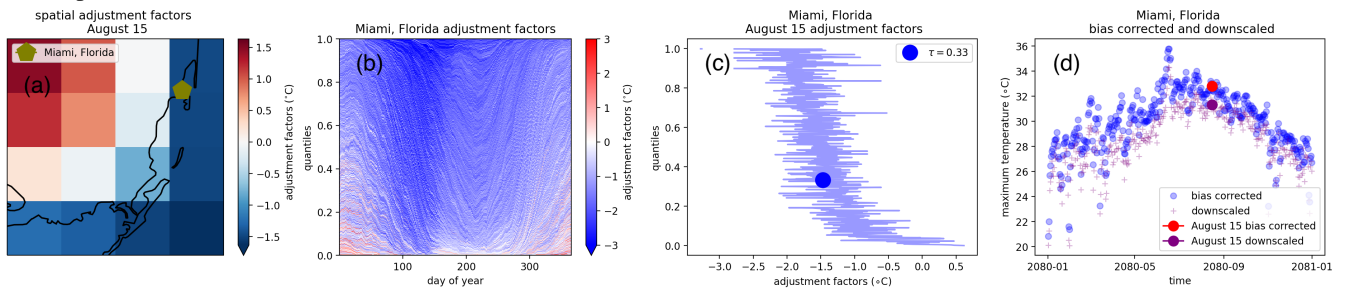 spatial adjustment factors
August 15
Miami, Florida
(a)
1.5
1.0
0.5
0.0
−0.5
−1.0
−1.5
adjustment factors (°C)
Miami, Florida adjustment factors
(b)
quantiles
1.0
0.8
0.6
0.4
0.2
0.0
100
200
300
day of year
3
2
1
0
−1
−2
−3
adjustment factors (°C)
Miami, Florida
August 15 adjustment factors
(c)
τ = 0.33
quantiles
1.0
0.8
0.6
0.4
0.2
0.0
−3.0
−2.5
−2.0
−1.5
−1.0
−0.5
0.0
0.5
adjustment factors (∘C)
Miami, Florida
bias corrected and downscaled
(d)
maximum temperature (∘C)
36
34
32
30
28
26
24
22
20
bias corrected
downscaled
August 15 bias corrected
August 15 downscaled
2080-01
2080-05
2080-09
2081-01
time